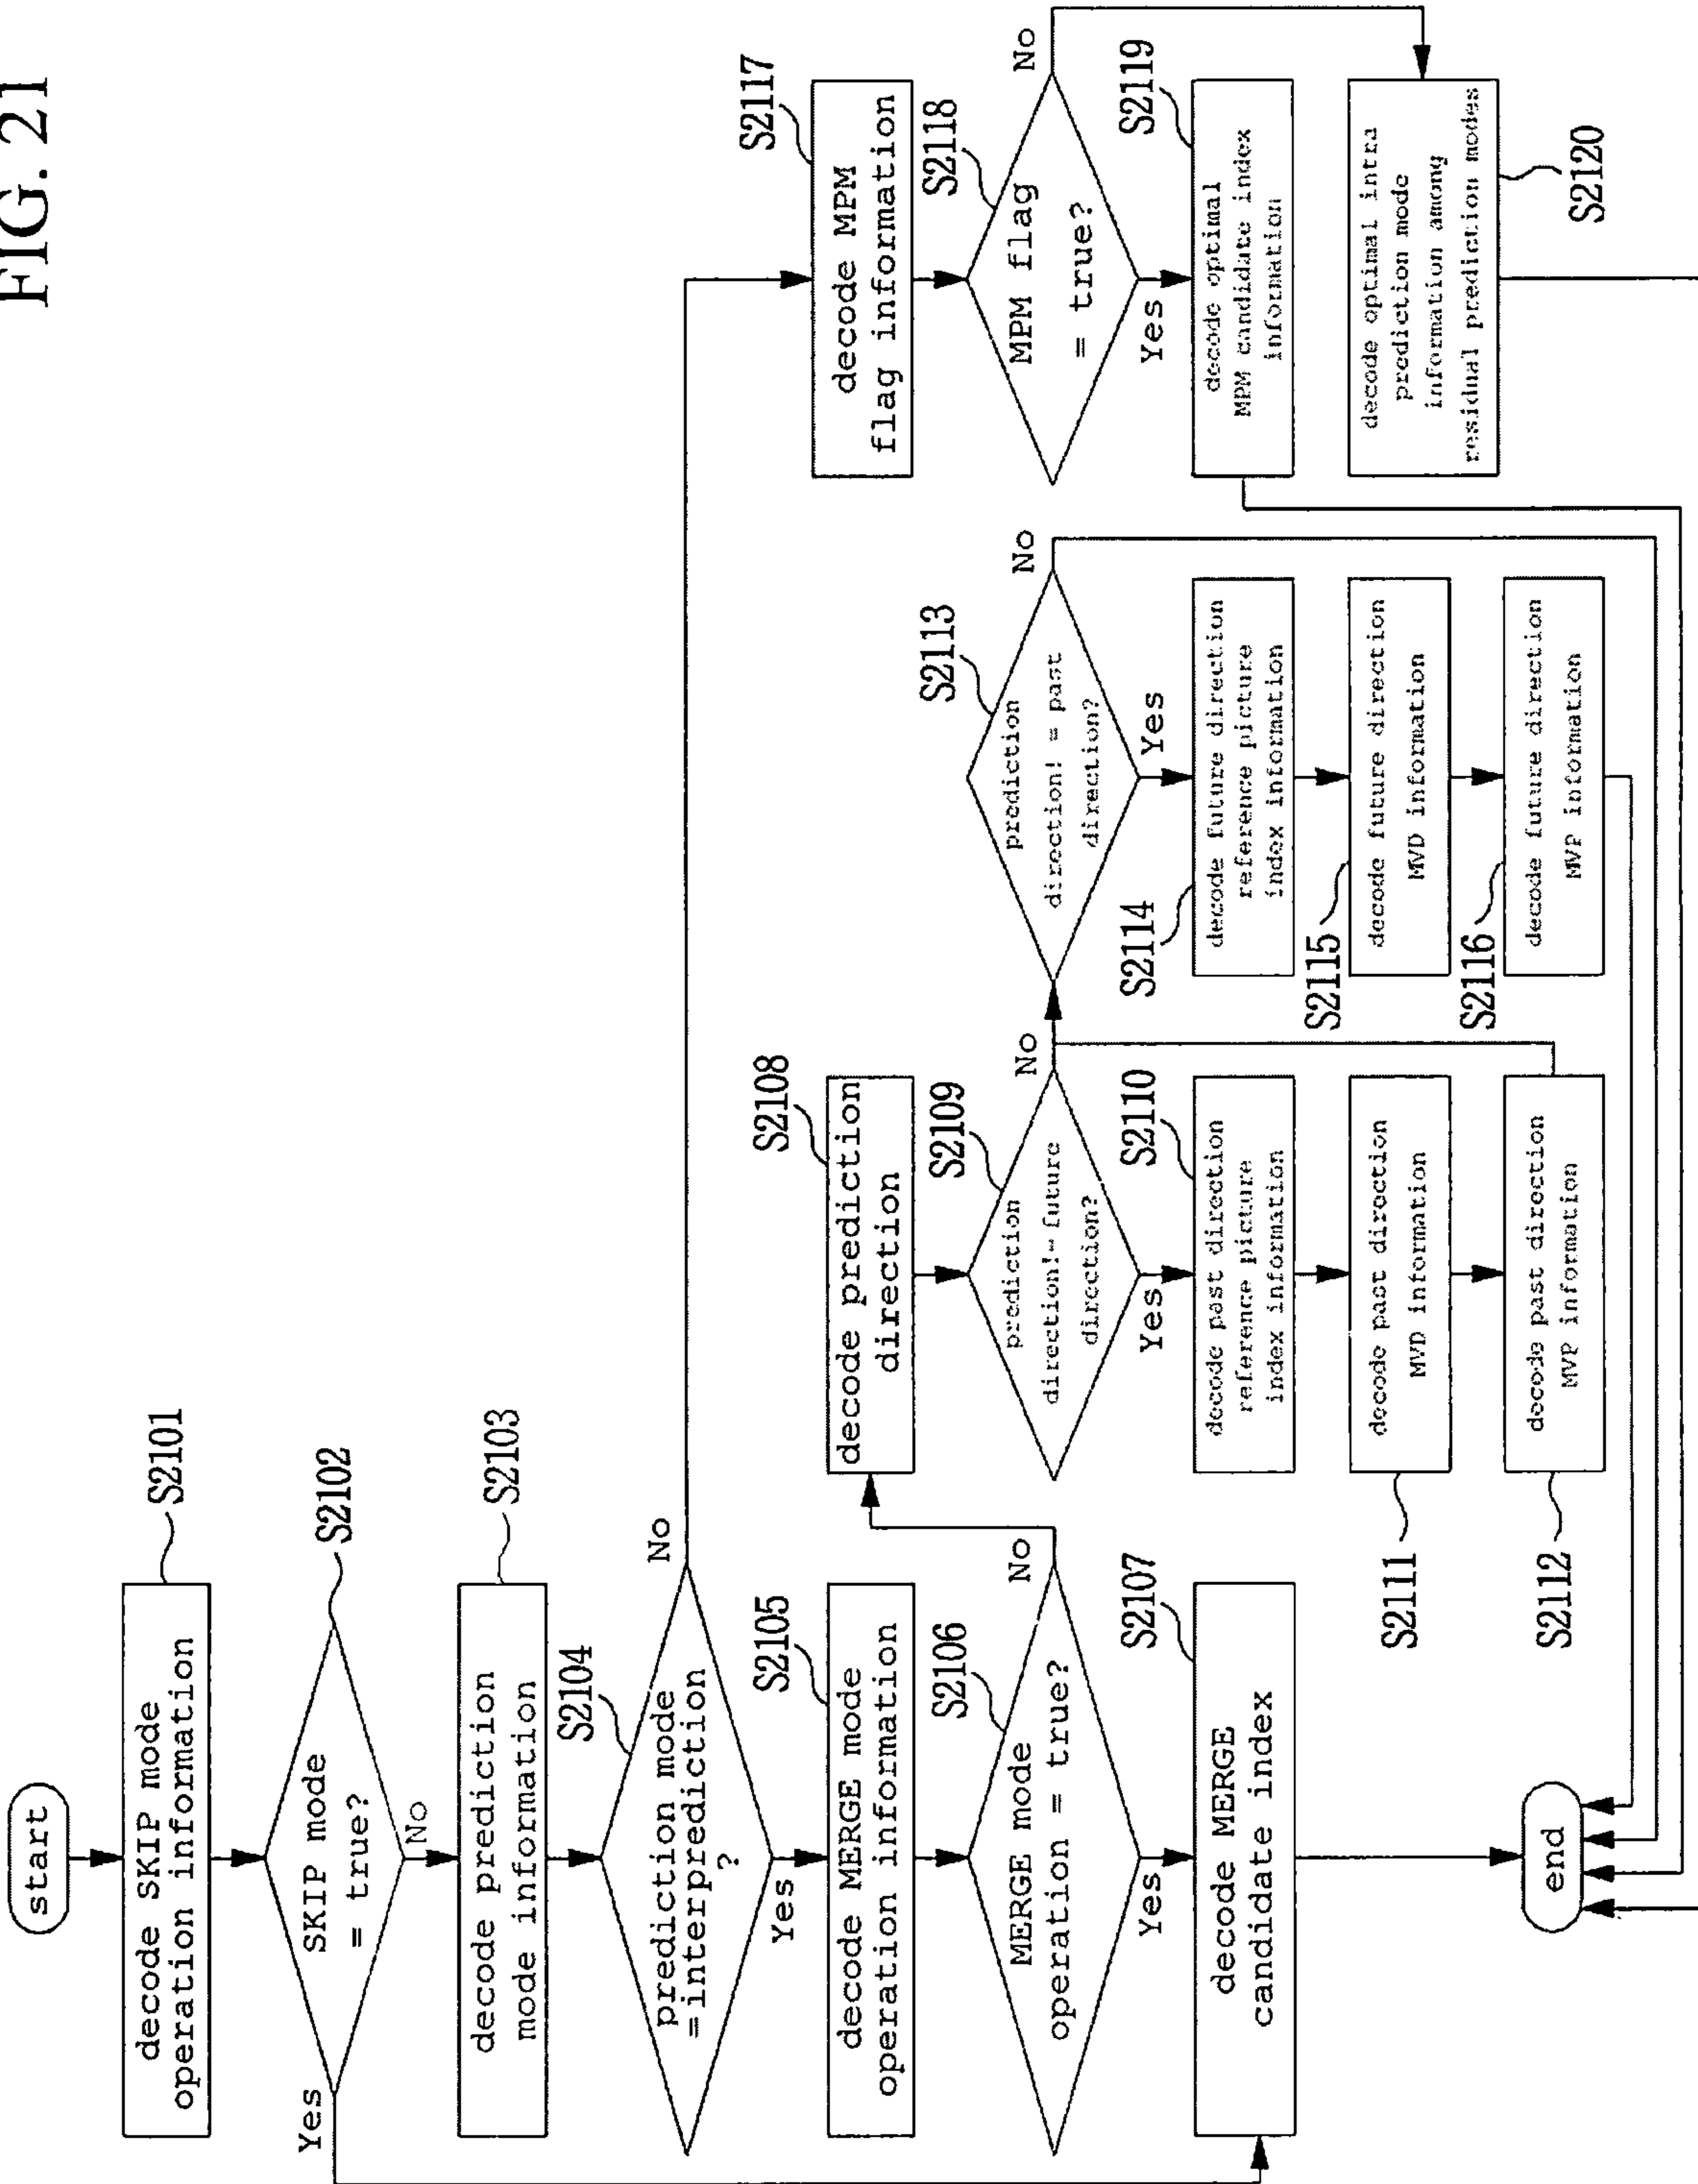 FIG. 21
start
decode SKIP mode
operation information
S2101
SKIP mode
= true?
S2102
Yes
No
decode prediction
mode information
S2103
prediction mode
=interprediction
?
S2104
No
Yes
decode MERGE mode
operation information
S2105
MERGE mode
operation = true?
S2106
No
Yes
decode MERGE
candidate index
S2107
end
decode prediction
direction
S2108
prediction
direction!= future
direction?
S2109
No
Yes
decode past direction
reference picture
index information
S2110
decode past direction
MVD information
S2111
decode past direction
MVP information
S2112
prediction
direction! = past
direction?
S2113
No
Yes
decode future direction
reference picture
index information
S2114
decode future direction
MVD information
S2115
decode future direction
MVP information
S2116
decode MPM
flag information
S2117
MPM flag
= true?
S2118
No
Yes
decode optimal
MPM candidate index
information
S2119
decode optimal intra
prediction mode
information among
residual prediction modes
S2120